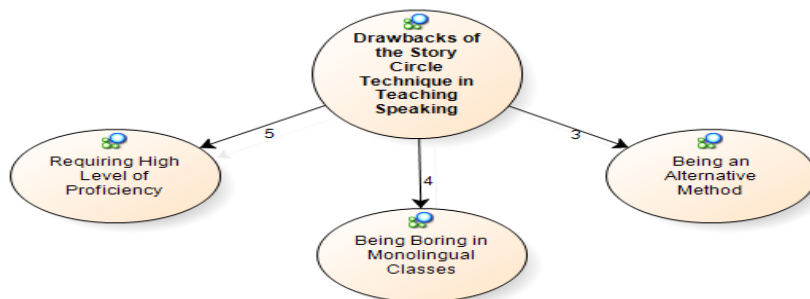 Drawbacks of
the Story
Circle
Technique in
Teaching
Speaking
5
3
4
Requiring High
Level of
Proficiency
Being an
Alternative
Method
Being Boring in
Monolingual
Classes